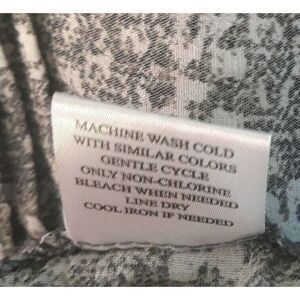 MACHINE WASH COLD
WITH SIMILAR COLORS
GENTLE CYCLE
ONLY NON-CHLORINE
BLEACH WHEN NEEDED
LINE DRY
COOL IRON IF NEEDED